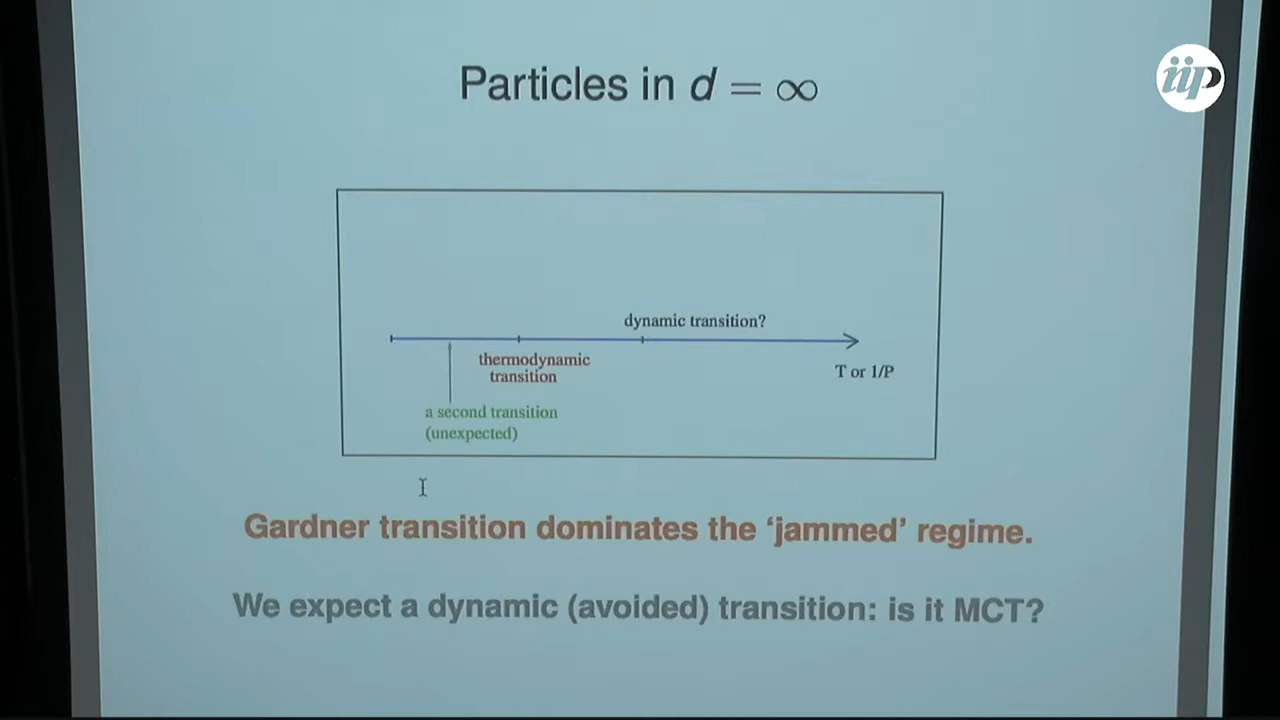 iip
Particles in d = ∞
dynamic transition?
thermodynamic
transition
T or 1/P
a second transition
(unexpected)
Gardner transition dominates the ‘jammed’ regime.
We expect a dynamic (avoided) transition: is it MCT?